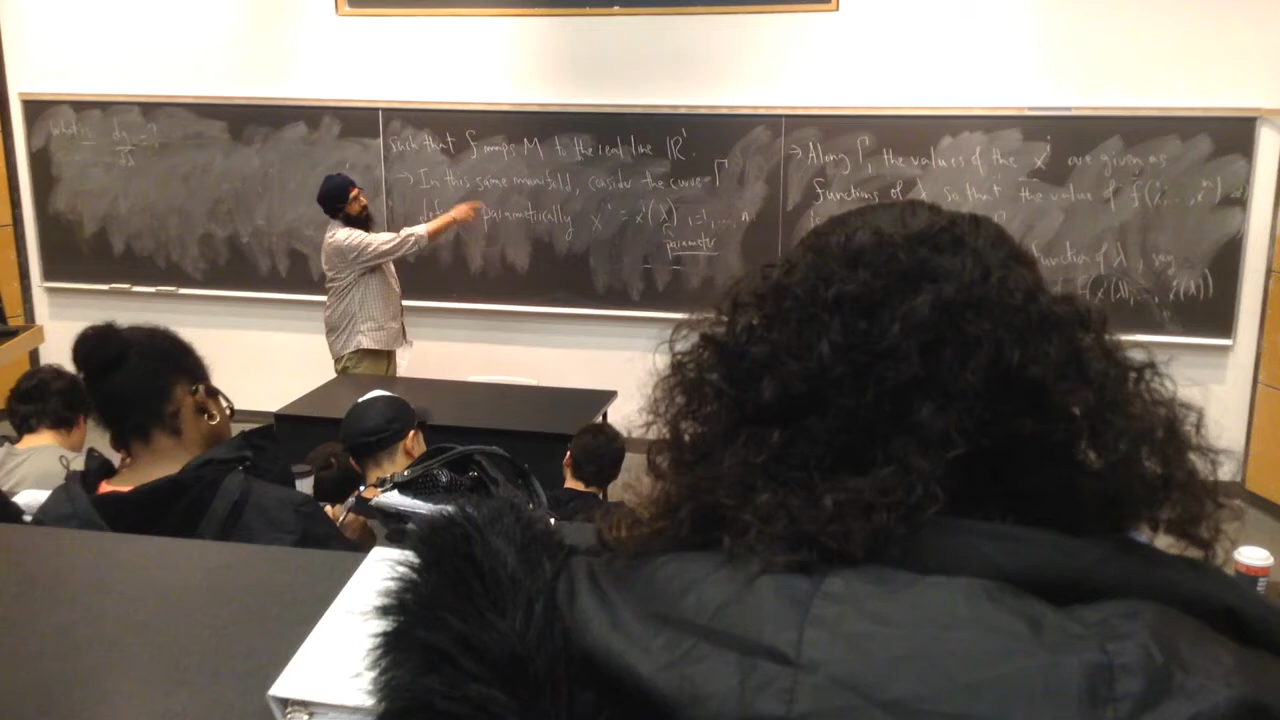 What is
Such that f maps M to the real line ℝ¹.
→ In this same manifold, consider the curve Γ
parametrically xⁱ = xⁱ(λ) i=1,...,n
parameter
→ Along Γ, the values of the xⁱ are given as
functions of λ so that the value of f(x¹...,xⁿ)
function of λ, say